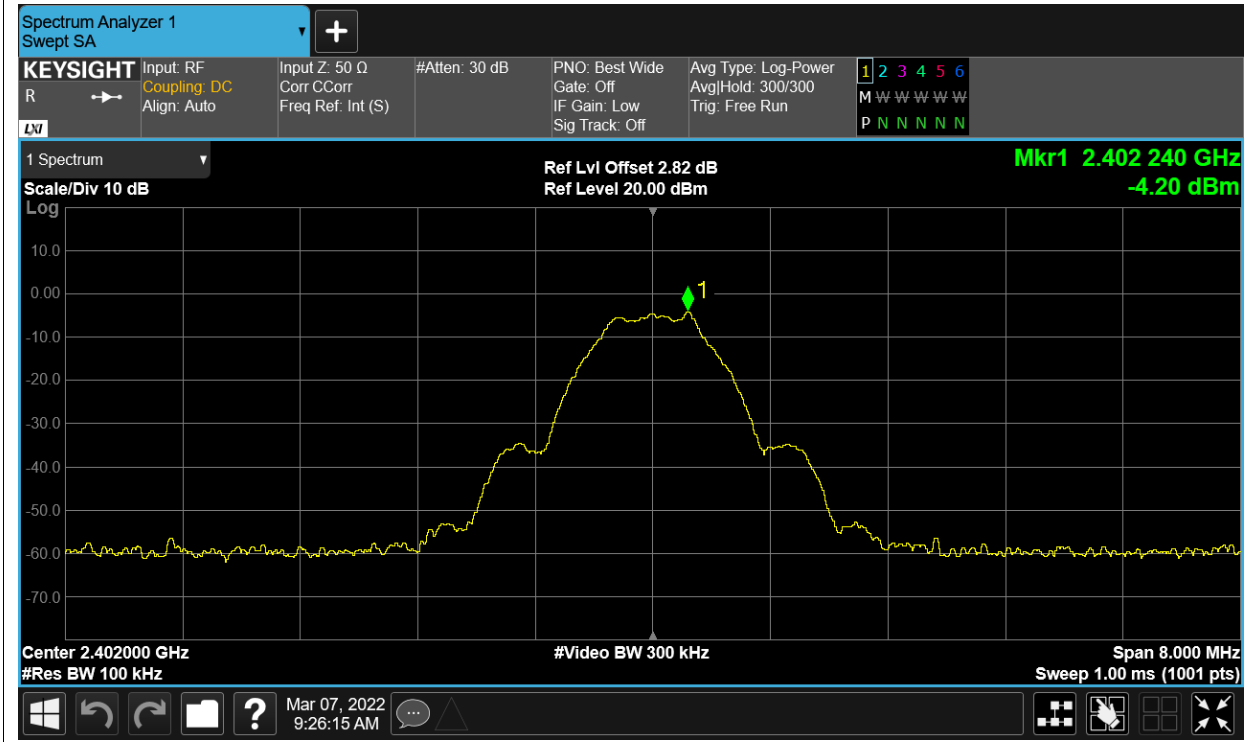 Spectrum Analyzer 1
Swept SA
KEYSIGHT
R
LXI
Input: RF
Coupling: DC
Align: Auto
Input Z: 50 Ω
Corr CCorr
Freq Ref: Int (S)
#Atten: 30 dB
PNO: Best Wide
Gate: Off
IF Gain: Low
Sig Track: Off
Avg Type: Log-Power
Avg|Hold: 300/300
Trig: Free Run
1 2 3 4 5 6
M W W W W W
P N N N N N
1 Spectrum
Scale/Div 10 dB
Log
Ref Lvl Offset 2.82 dB
Ref Level 20.00 dBm
Mkr1 2.402 240 GHz
-4.20 dBm
1
10.0
0.00
-10.0
-20.0
-30.0
-40.0
-50.0
-60.0
-70.0
Center 2.402000 GHz
#Res BW 100 kHz
#Video BW 300 kHz
Span 8.000 MHz
Sweep 1.00 ms (1001 pts)
?
Mar 07, 2022
9:26:15 AM